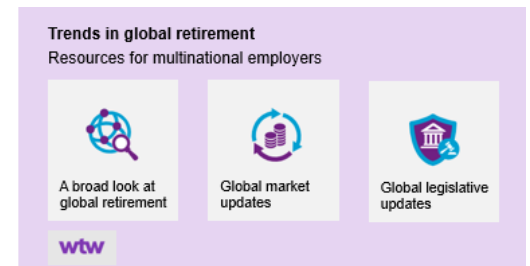 Trends in global retirement
Resources for multinational employers
A broad look at
global retirement
Global market
updates
Global legislative
updates
wtw